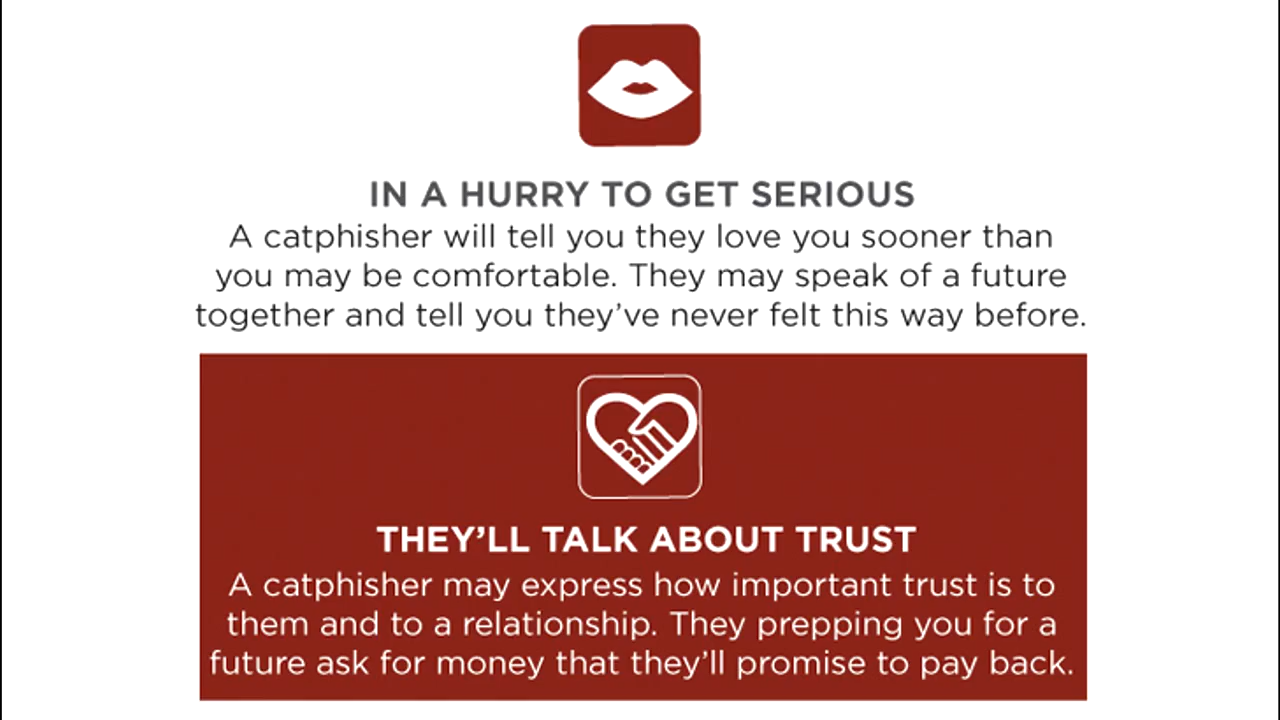 IN A HURRY TO GET SERIOUS
A catphisher will tell you they love you sooner than
you may be comfortable. They may speak of a future
together and tell you they’ve never felt this way before.
THEY’LL TALK ABOUT TRUST
A catphisher may express how important trust is to
them and to a relationship. They prepping you for a
future ask for money that they’ll promise to pay back.